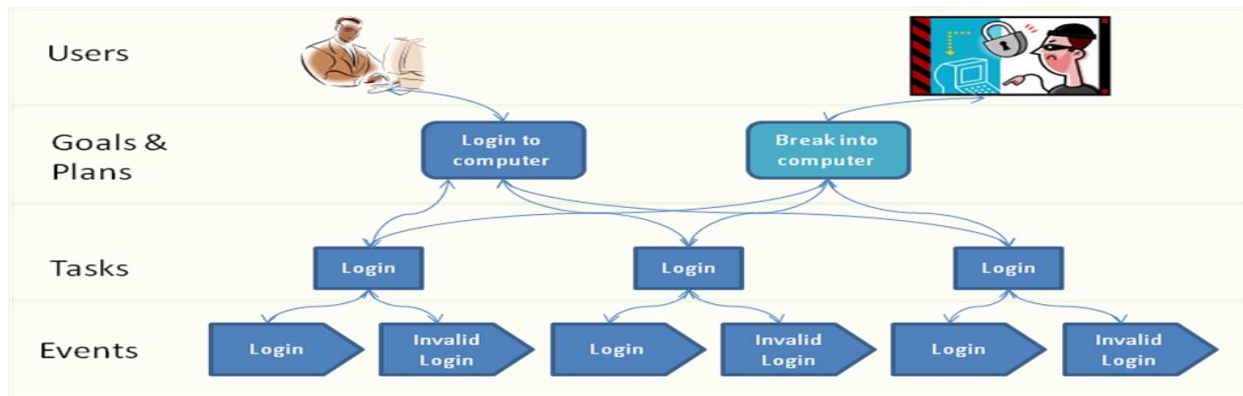 Users
Goals &
Plans
Login to
computer
Break into
computer
Tasks
Login
Login
Login
Events
Login
Invalid
Login
Login
Invalid
Login
Login
Invalid
Login